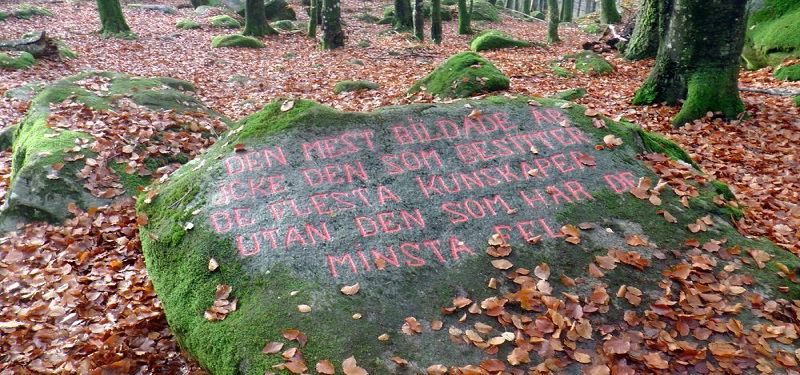 DEN MEST BILDADE ÄR
ICKE DEN SOM BESITTER
DE FLESTA KUNSKAPER
UTAN DEN SOM HAR DE
MINSTA FEL